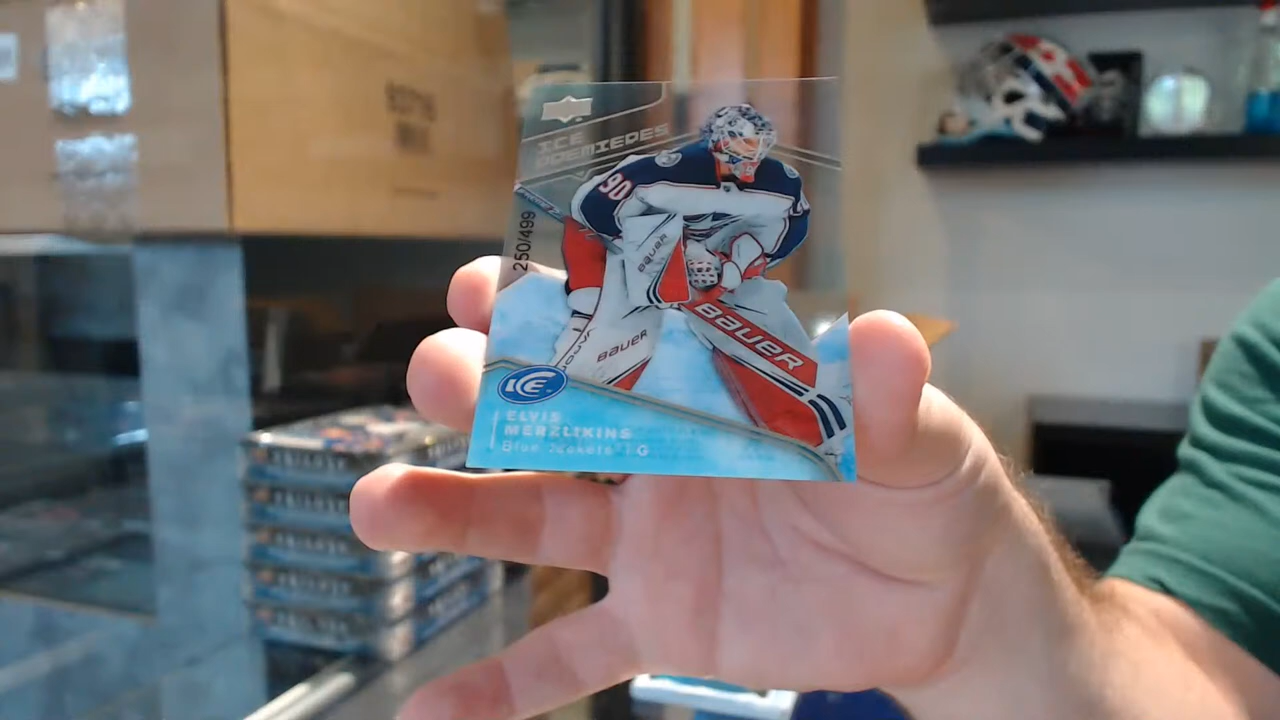 ICE
PREMIERES
90
250/499
BAUER
BAUER
BAUER
ICE
ELVIS
MERZLIKINS
Blue Jackets | G